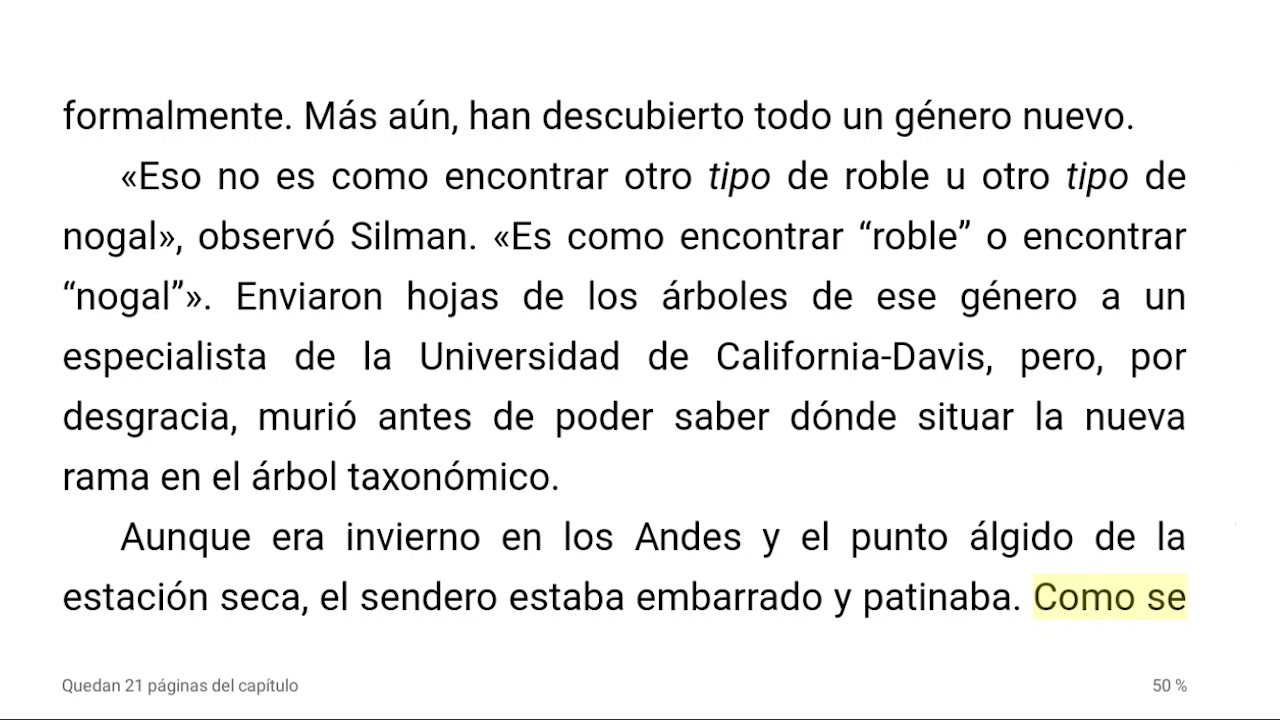 formalmente. Más aún, han descubierto todo un género nuevo.
«Eso no es como encontrar otro tipo de roble u otro tipo de
nogal», observó Silman. «Es como encontrar “roble” o encontrar
“nogal”». Enviaron hojas de los árboles de ese género a un
especialista de la Universidad de California-Davis, pero, por
desgracia, murió antes de poder saber dónde situar la nueva
rama en el árbol taxonómico.
Aunque era invierno en los Andes y el punto álgido de la
estación seca, el sendero estaba embarrado y patinaba. Como se
Quedan 21 páginas del capítulo
50 %